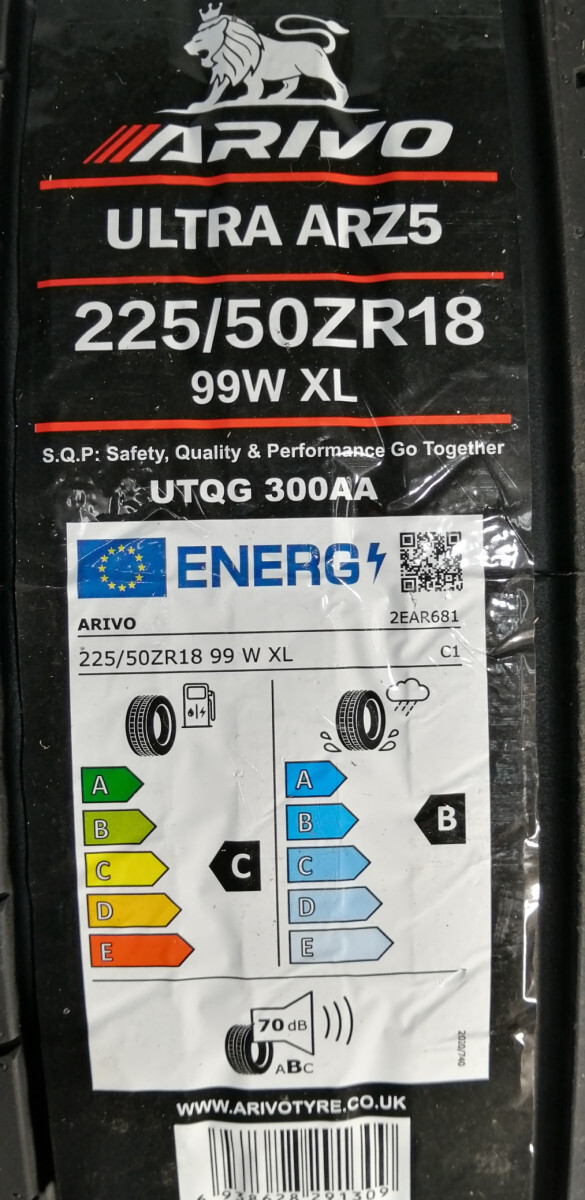 ARIVO
ULTRA ARZ5
225/50ZR18
99W XL
S.Q.P: Safety, Quality & Performance Go Together
UTQG 300AA
ENERG
ARIVO 2EAR681
225/50ZR18 99 W XL C1
A A
B B B
C C C
D D
E E
70 dB
ABC
2020/740
WWW.ARIVOTYRE.CO.UK